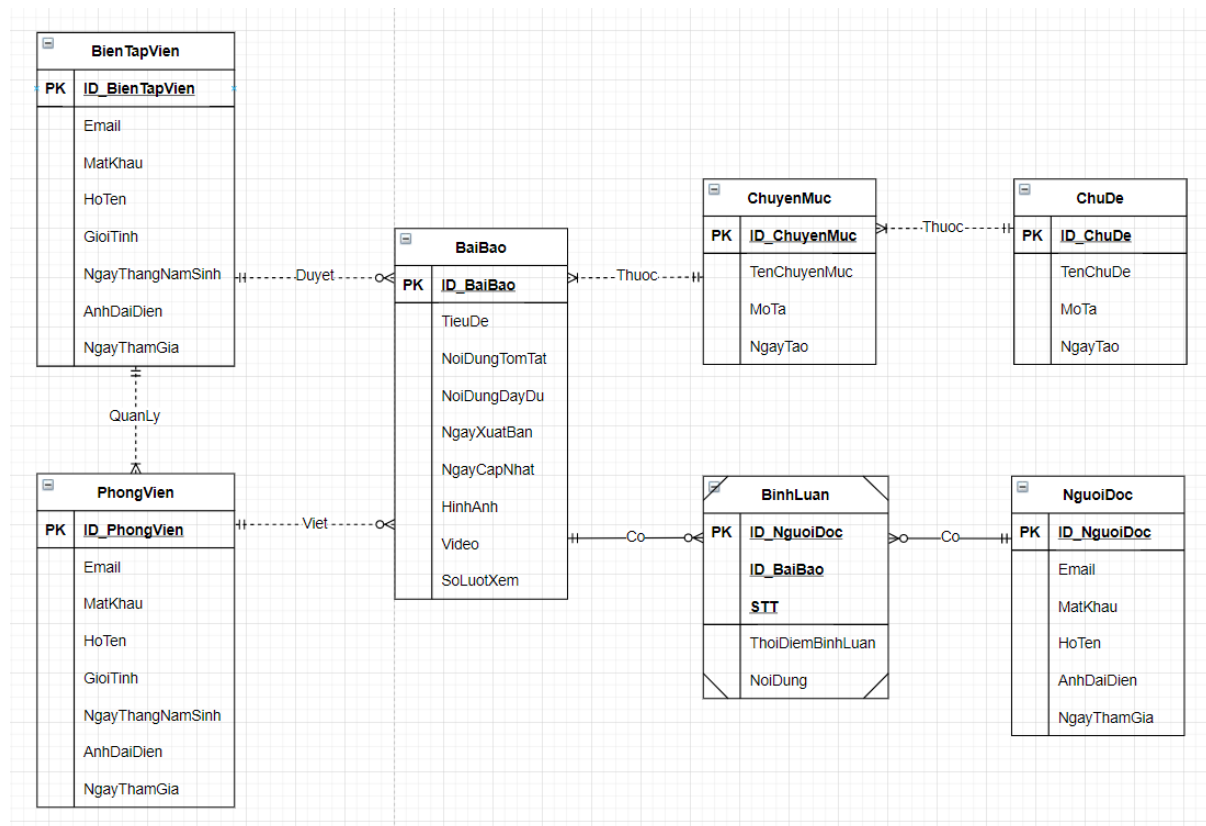 BienTapVien
PK ID_BienTapVien
Email
MatKhau
HoTen
GioiTinh
NgayThangNamSinh
AnhDaiDien
NgayThamGia
QuanLy
PhongVien
PK ID_PhongVien
Email
MatKhau
HoTen
GioiTinh
NgayThangNamSinh
AnhDaiDien
NgayThamGia
Duyet
Viet
BaiBao
PK ID_BaiBao
TieuDe
NoiDungTomTat
NoiDungDayDu
NgayXuatBan
NgayCapNhat
HinhAnh
Video
SoLuotXem
Thuoc
Co
ChuyenMuc
PK ID_ChuyenMuc
TenChuyenMuc
MoTa
NgayTao
Thuoc
ChuDe
PK ID_ChuDe
TenChuDe
MoTa
NgayTao
BinhLuan
PK ID_NguoiDoc
ID_BaiBao
STT
ThoiDiemBinhLuan
NoiDung
Co
NguoiDoc
PK ID_NguoiDoc
Email
MatKhau
HoTen
AnhDaiDien
NgayThamGia